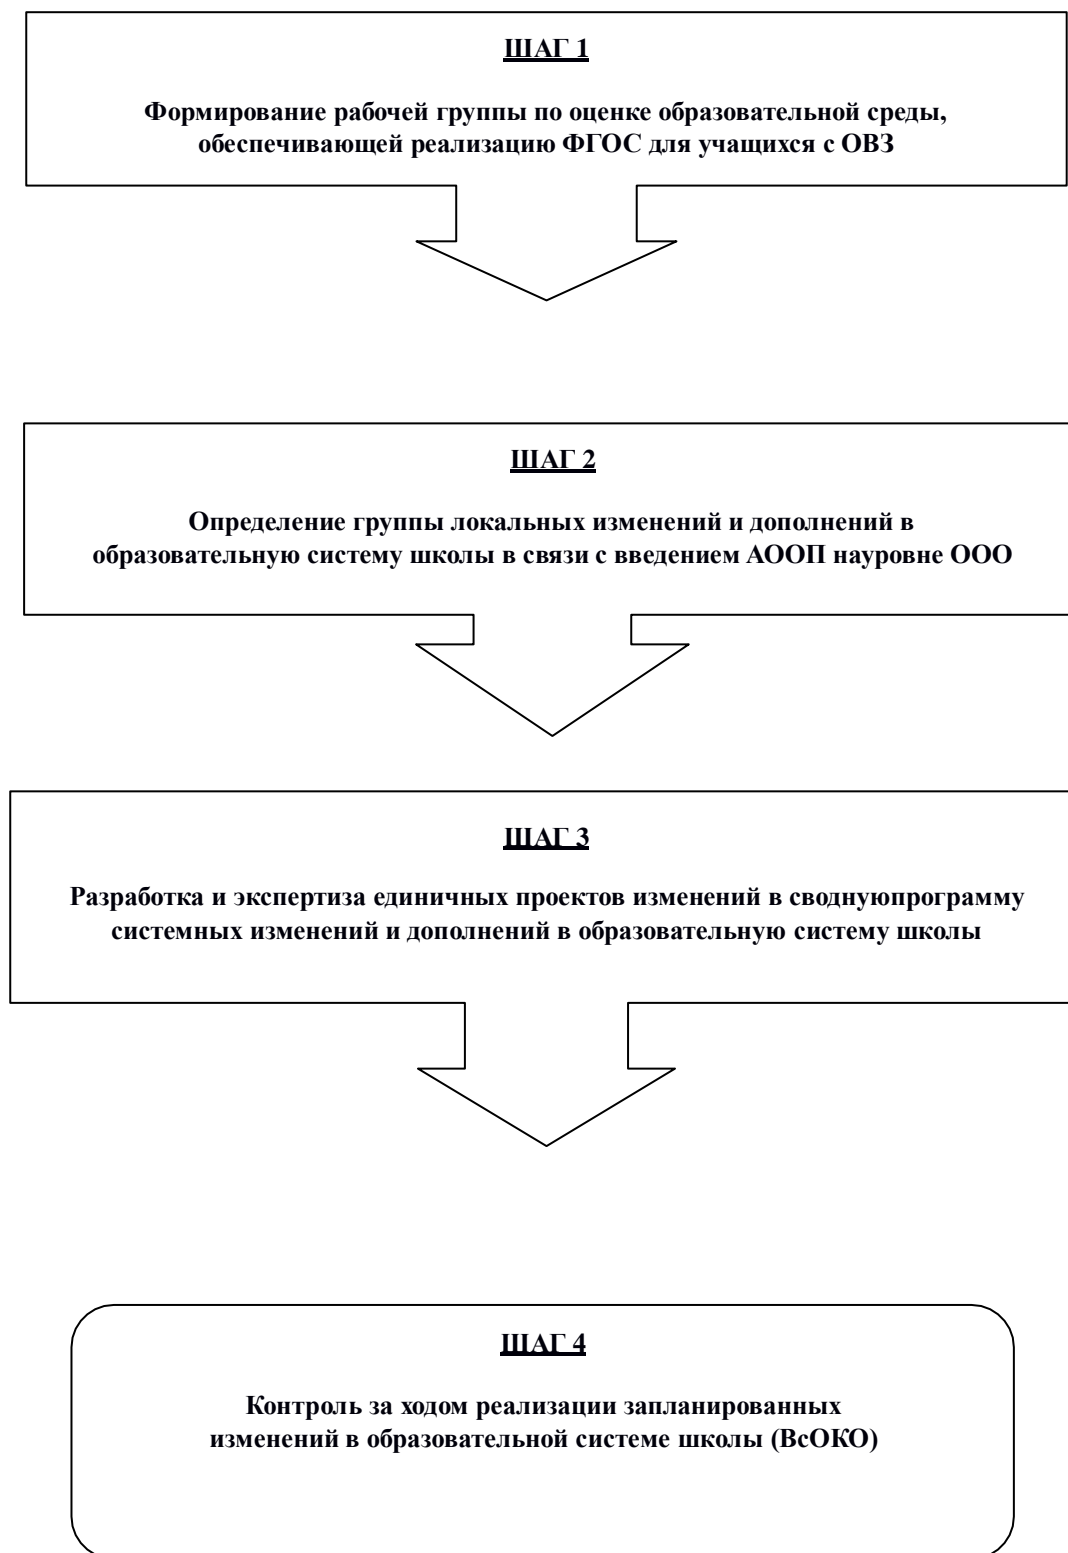 ШАГ 1
Формирование рабочей группы по оценке образовательной среды,
обеспечивающей реализацию ФГОС для учащихся с ОВЗ
ШАГ 2
Определение группы локальных изменений и дополнений в
образовательную систему школы в связи с введением АООП науровне ООО
ШАГ 3
Разработка и экспертиза единичных проектов изменений в своднуюпрограмму
системных изменений и дополнений в образовательную систему школы
ШАГ 4
Контроль за ходом реализации запланированных
изменений в образовательной системе школы (ВсОКО)